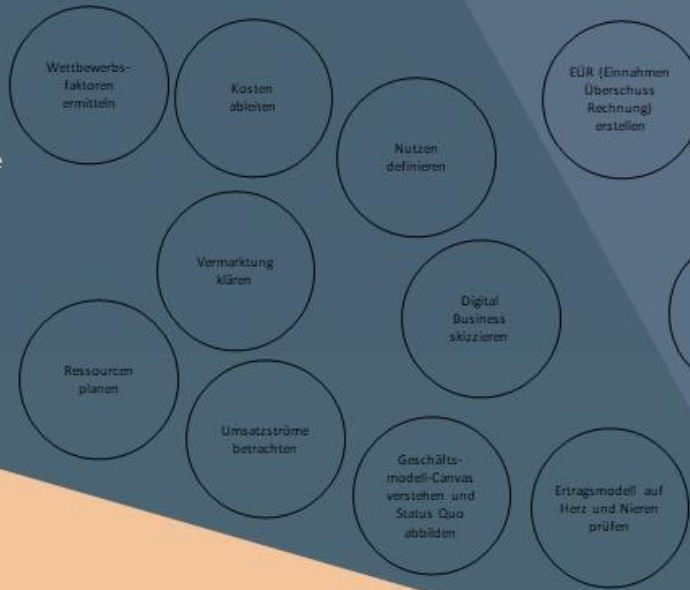 Wettbewerbs-
faktoren
ermitteln
Kosten
ableiten
EÜR (Einnahmen
Überschuss
Rechnung)
erstellen
Nutzen
definieren
Vermarktung
klären
Digital
Business
skizzieren
Ressourcen
planen
Umsatzströme
betrachten
Geschäfts-
modell-Canvas
verstehen und
Status Quo
abbilden
Ertragsmodell auf
Herz und Nieren
prüfen